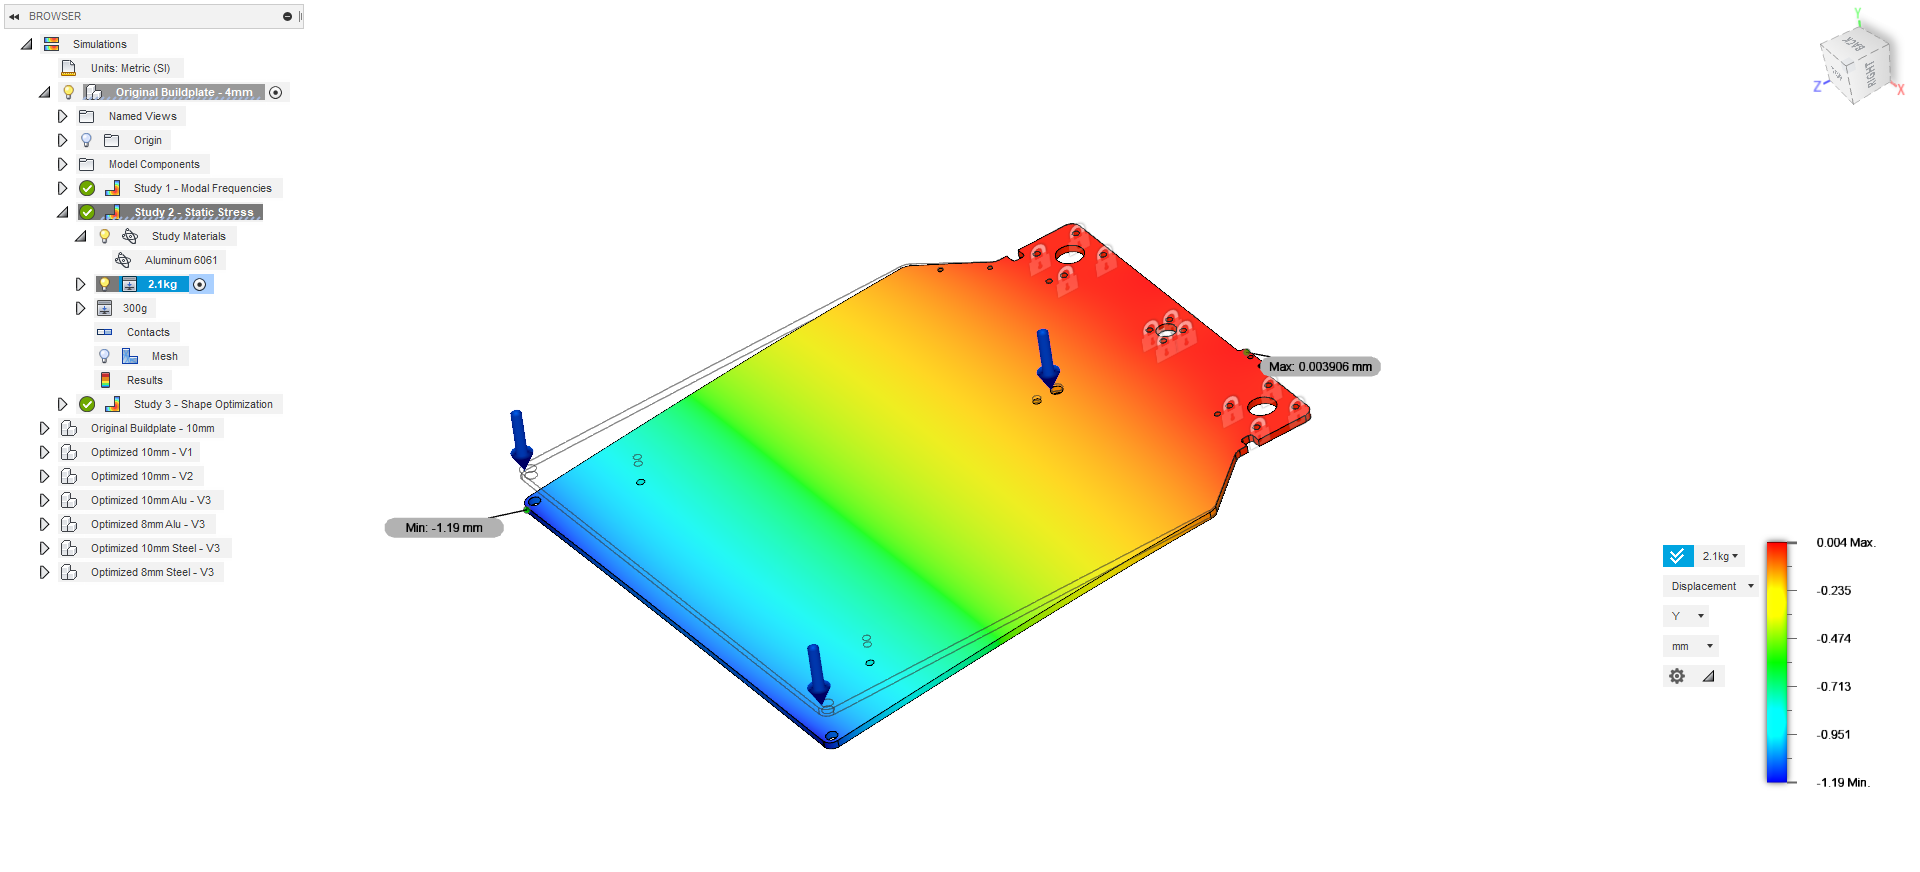 BROWSER
Simulations
Units: Metric (SI)
Original Buildplate - 4mm
Named Views
Origin
Model Components
Study 1 - Modal Frequencies
Study 2 - Static Stress
Study Materials
Aluminum 6061
2.1kg
300g
Contacts
Mesh
Results
Study 3 - Shape Optimization
Original Buildplate - 10mm
Optimized 10mm - V1
Optimized 10mm - V2
Optimized 10mm Alu - V3
Optimized 8mm Alu - V3
Optimized 10mm Steel - V3
Optimized 8mm Steel - V3
Max: 0.003906 mm
Min: -1.19 mm
Y
BACK
RIGHT
Z
X
2.1kg
Displacement
Y
mm
0.004 Max.
-0.235
-0.474
-0.713
-0.951
-1.19 Min.